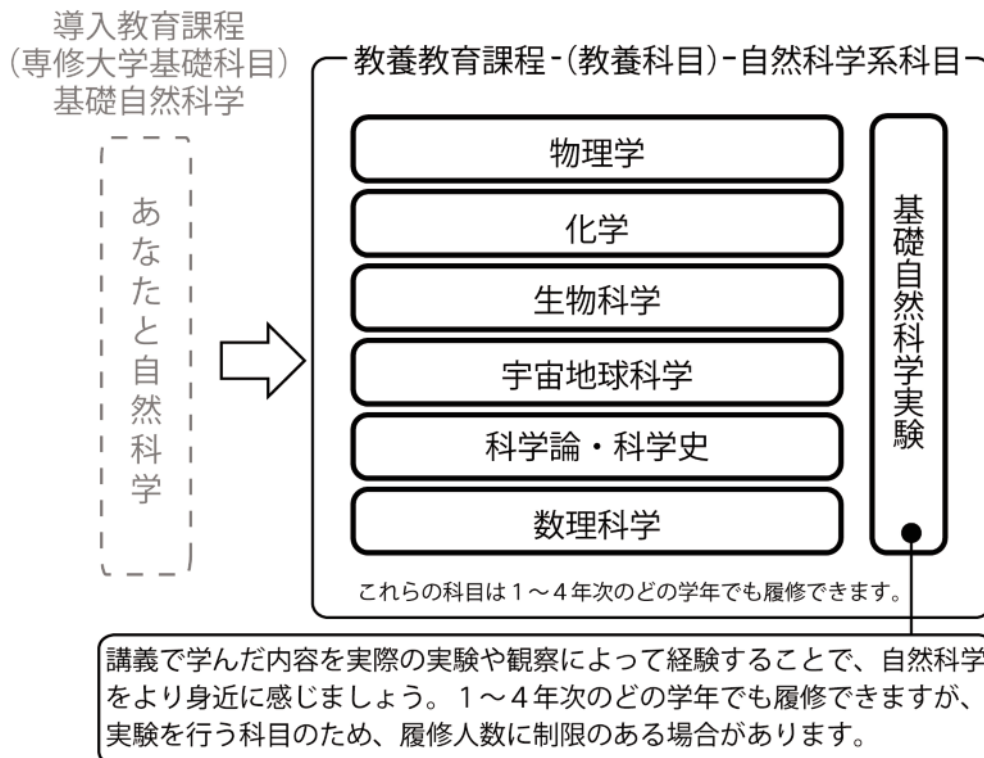 導入教育課程
（専修大学基礎科目）
基礎自然科学
あなたと自然科学
教養教育課程-（教養科目）-自然科学系科目
物理学
化学
生物科学
宇宙地球科学
科学論・科学史
数理科学
基礎自然科学実験
これらの科目は１～４年次のどの学年でも履修できます。
講義で学んだ内容を実際の実験や観察によって経験することで、自然科学
をより身近に感じましょう。１～４年次のどの学年でも履修できますが、
実験を行う科目のため、履修人数に制限のある場合があります。